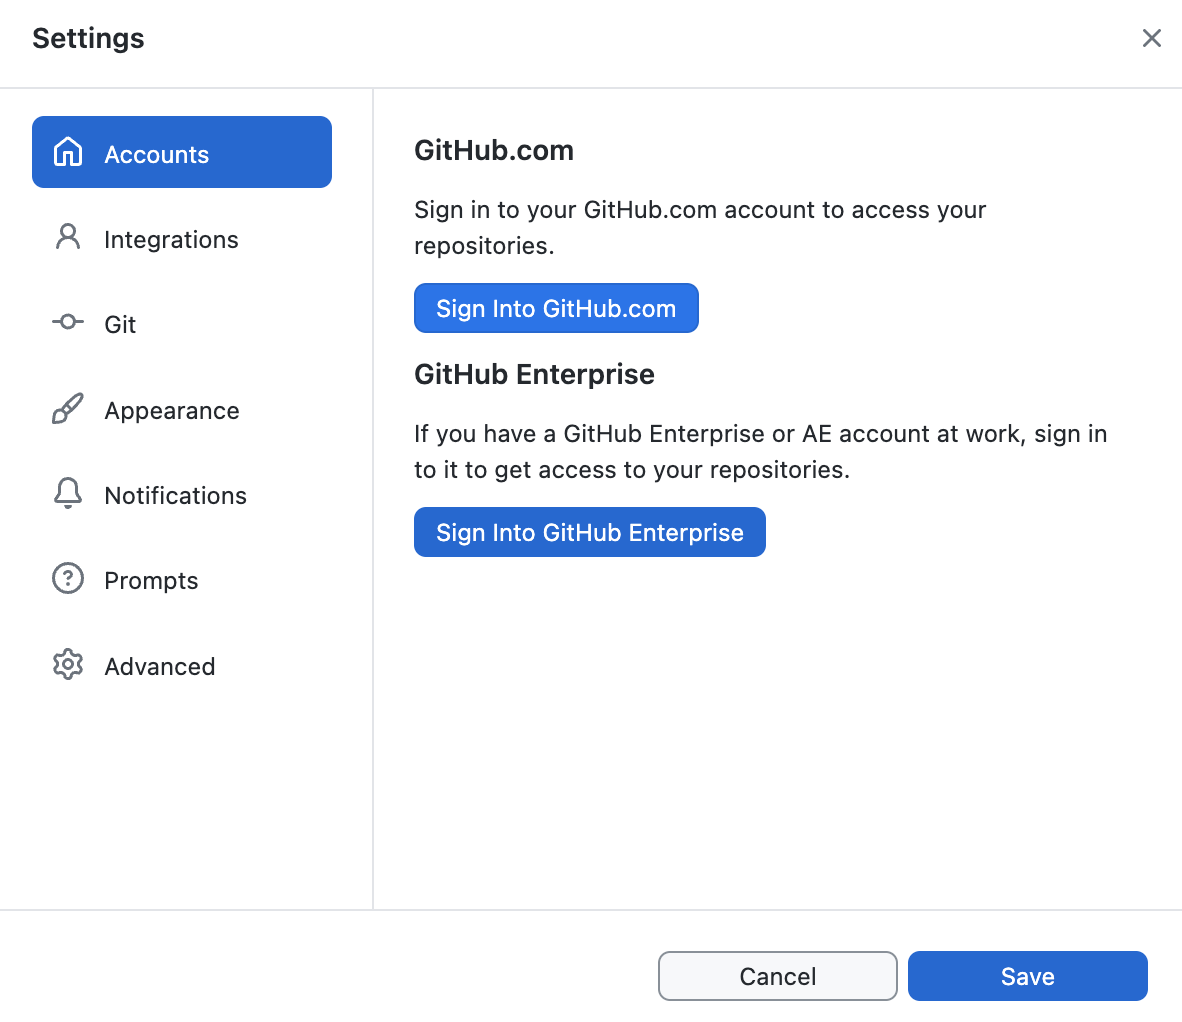 Settings
Accounts
Integrations
Git
Appearance
Notifications
Prompts
Advanced
GitHub.com
Sign in to your GitHub.com account to access your
repositories.
Sign Into GitHub.com
GitHub Enterprise
If you have a GitHub Enterprise or AE account at work, sign in
to it to get access to your repositories.
Sign Into GitHub Enterprise
Cancel
Save